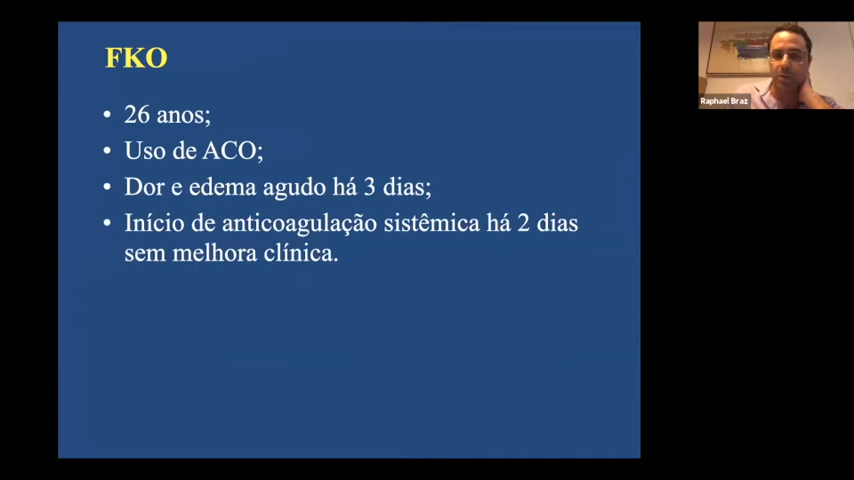 FKO
• 26 anos;
• Uso de ACO;
• Dor e edema agudo há 3 dias;
• Início de anticoagulação sistêmica há 2 dias
sem melhora clínica.
Raphael Braz